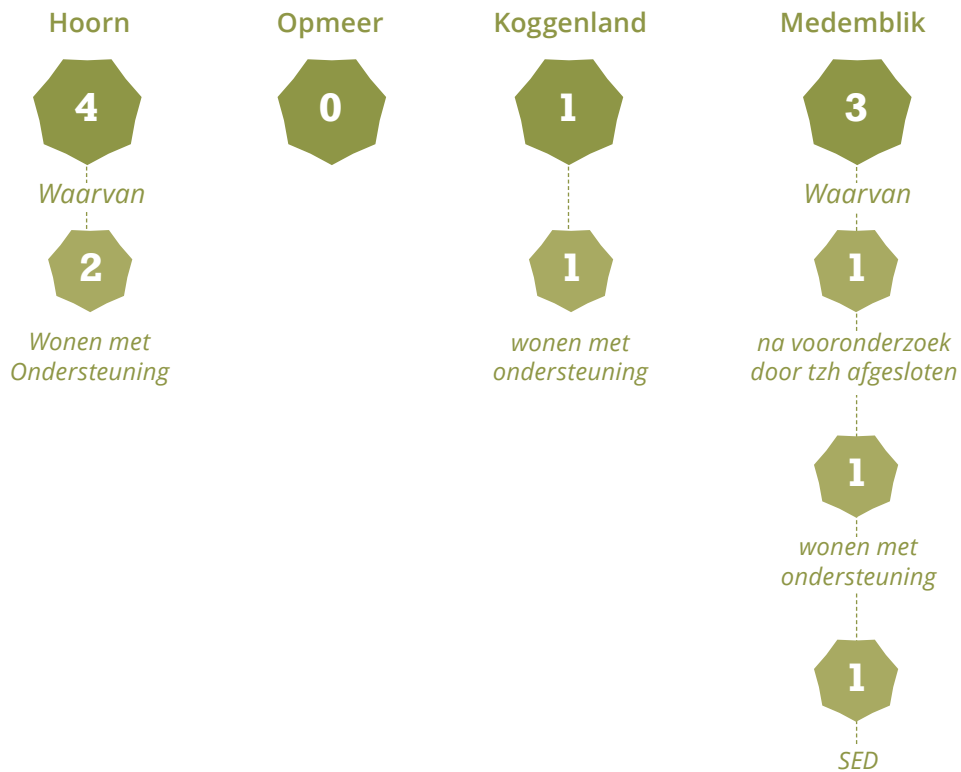 Hoorn
4
Waarvan
2
Wonen met
Ondersteuning
Opmeer
0
Koggenland
1
1
wonen met
ondersteuning
Medemblik
3
Waarvan
1
na vooronderzoek
door tzh afgesloten
1
wonen met
ondersteuning
1
SED